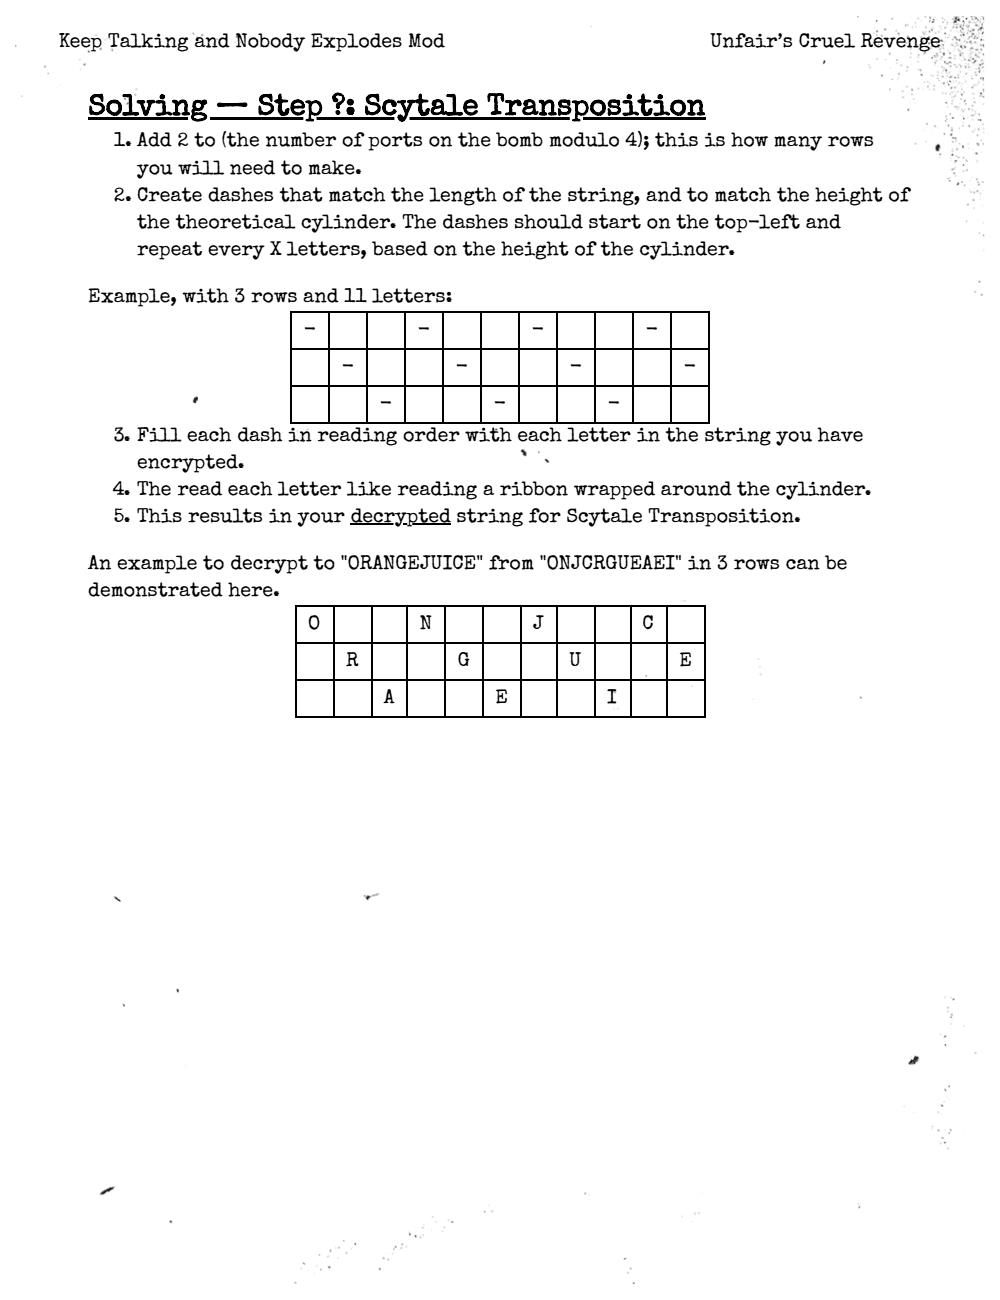 Keep Talking and Nobody Explodes Mod
Unfair's Cruel Revenge
Solving — Step ?: Scytale Transposition
1. Add 2 to (the number of ports on the bomb modulo 4); this is how many rows
you will need to make.
2. Create dashes that match the length of the string, and to match the height of
the theoretical cylinder. The dashes should start on the top-left and
repeat every X letters, based on the height of the cylinder.
Example, with 3 rows and 11 letters:
- - - -
- - - -
- - -
3. Fill each dash in reading order with each letter in the string you have
encrypted.
4. The read each letter like reading a ribbon wrapped around the cylinder.
5. This results in your decrypted string for Scytale Transposition.
An example to decrypt to "ORANGEJUICE" from "ONJCRGUEAEI" in 3 rows can be
demonstrated here.
O N J C
R G U E
A E I